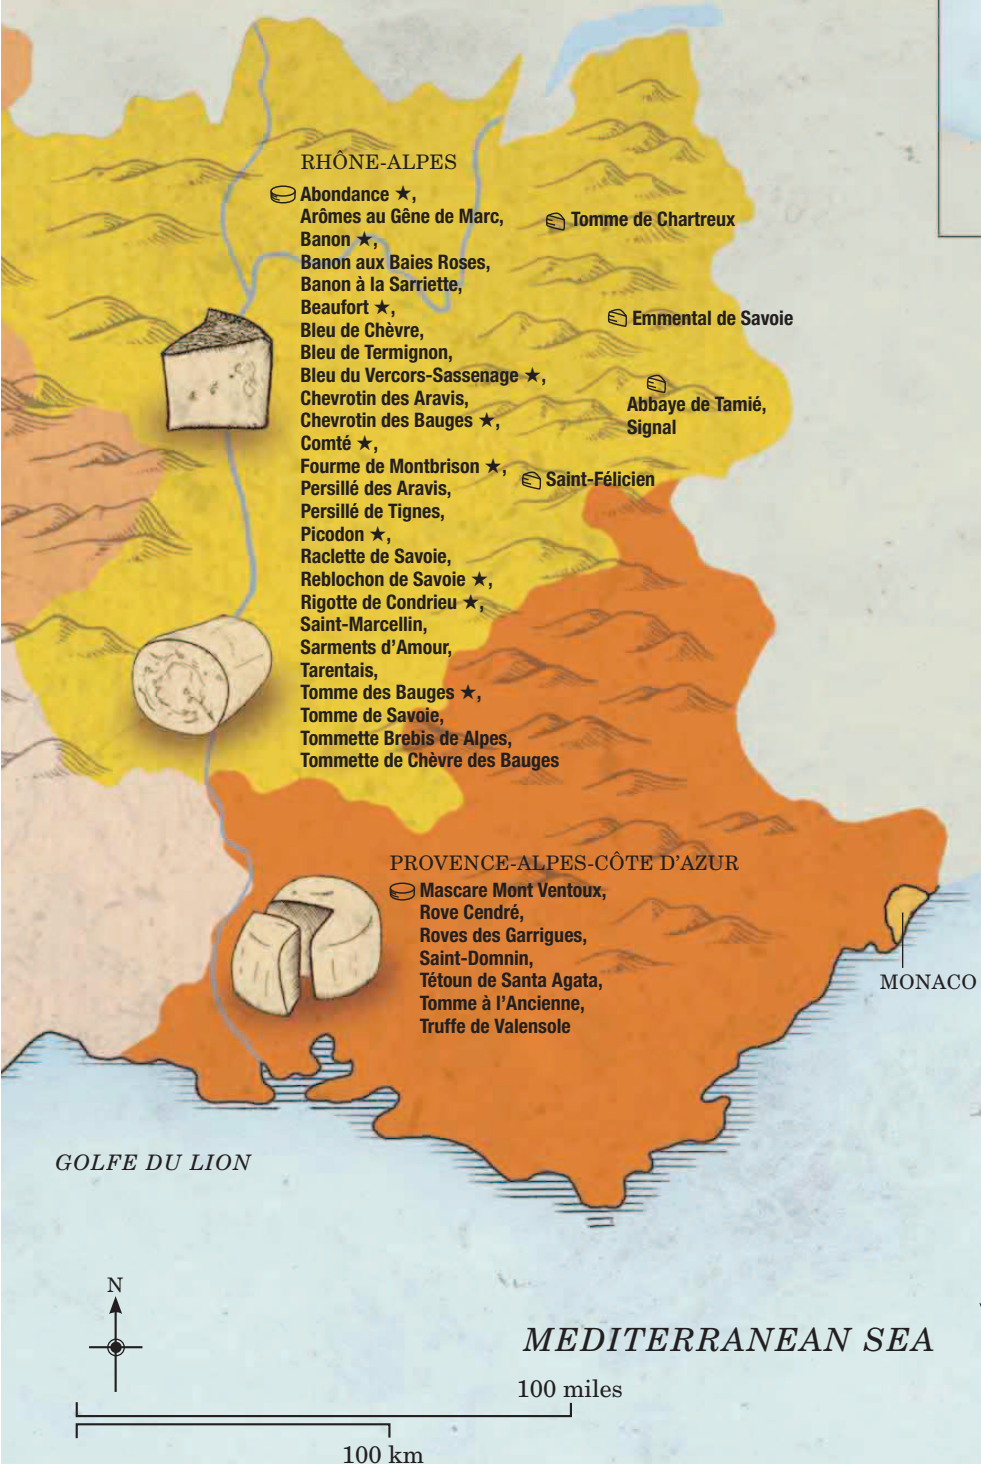 RHÔNE-ALPES
Abondance ★,
Arômes au Gêne de Marc,
Banon ★,
Banon aux Baies Roses,
Banon à la Sarriette,
Beaufort ★,
Bleu de Chèvre,
Bleu de Termignon,
Bleu du Vercors-Sassenage ★,
Chevrotin des Aravis,
Chevrotin des Bauges ★,
Comté ★,
Fourme de Montbrison ★,
Persillé des Aravis,
Persillé de Tignes,
Picodon ★,
Raclette de Savoie,
Reblochon de Savoie ★,
Rigotte de Condrieu ★,
Saint-Marcellin,
Sarments d’Amour,
Tarentais,
Tomme des Bauges ★,
Tomme de Savoie,
Tommette Brebis de Alpes,
Tommette de Chèvre des Bauges
Tomme de Chartreux
Emmental de Savoie
Abbaye de Tamié,
Signal
Saint-Félicien
PROVENCE-ALPES-CÔTE D’AZUR
Mascare Mont Ventoux,
Rove Cendré,
Roves des Garrigues,
Saint-Domnin,
Tétoun de Santa Agata,
Tomme à l’Ancienne,
Truffe de Valensole
MONACO
GOLFE DU LION
N
MEDITERRANEAN SEA
100 miles
100 km